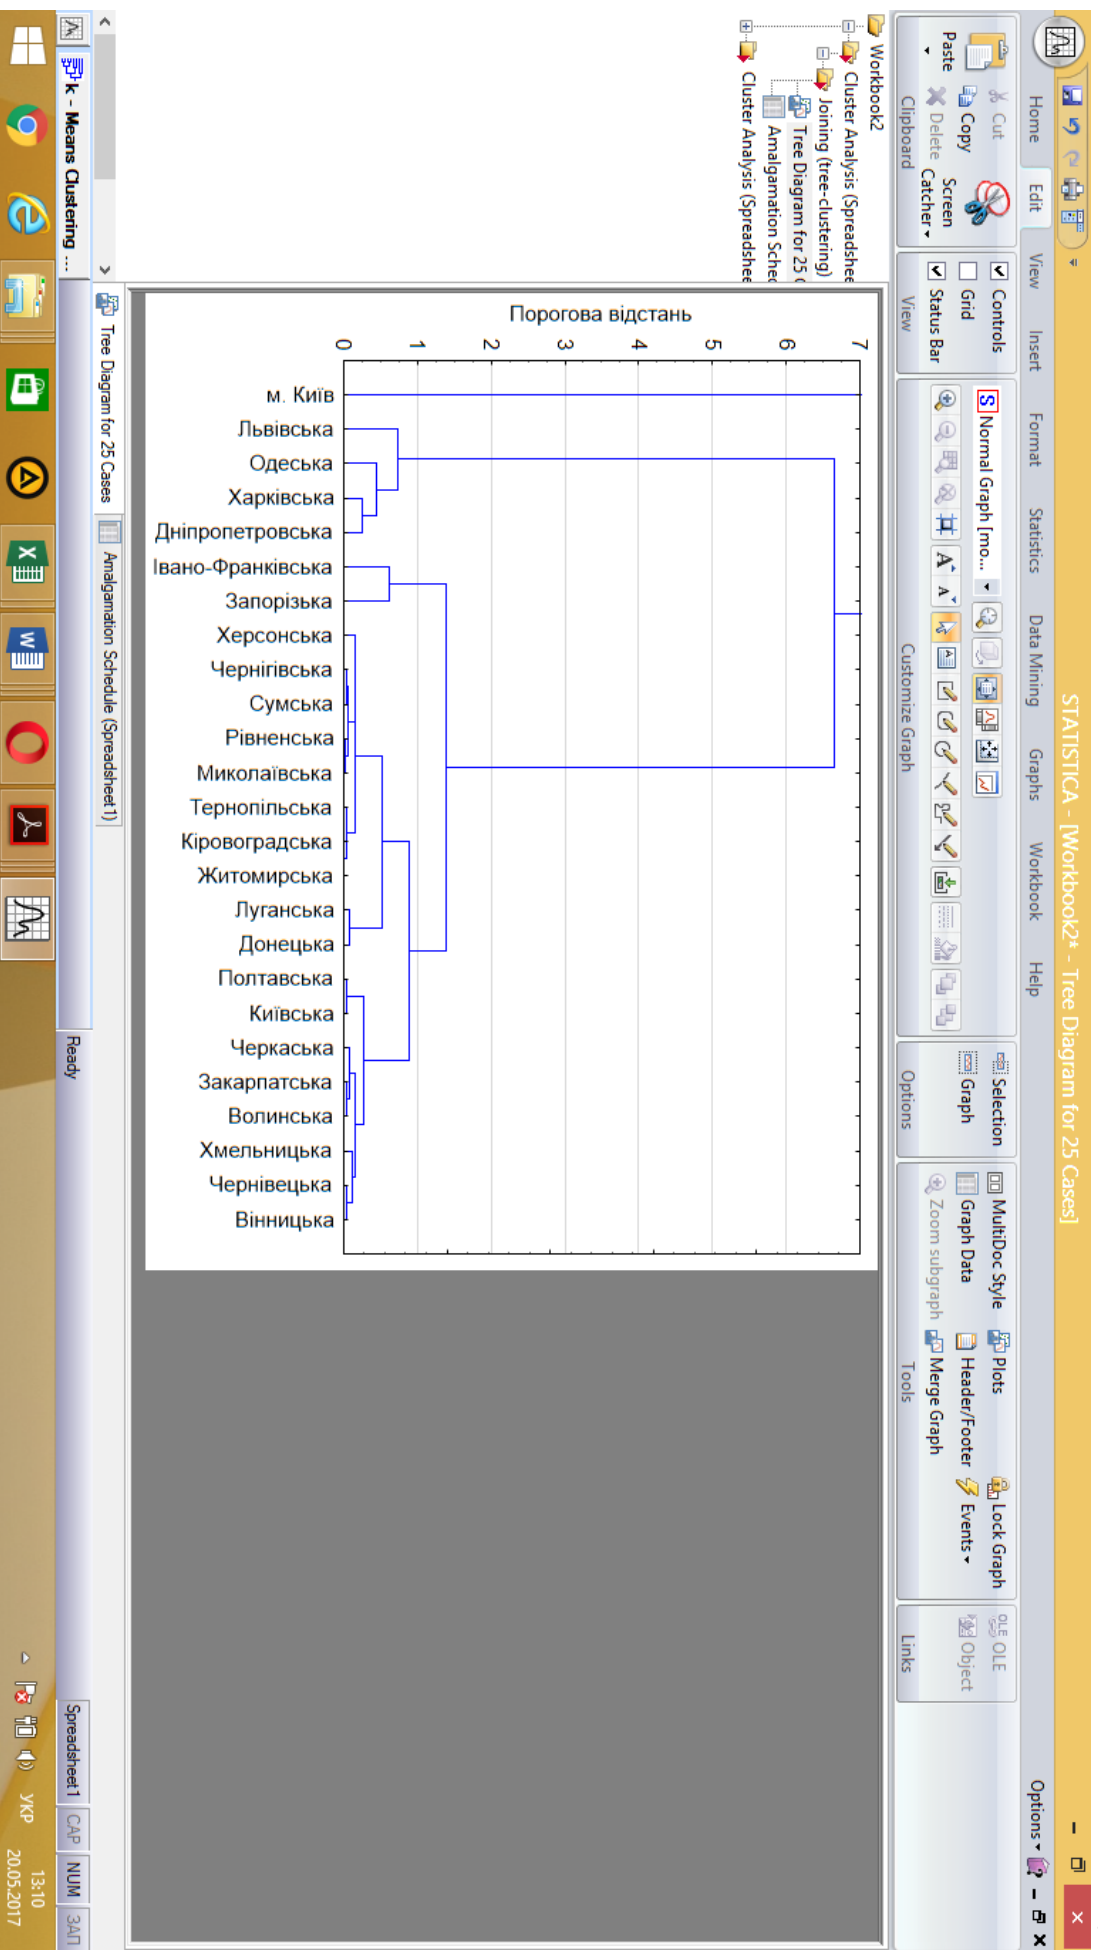 STATISTICA - [Workbook2* - Tree Diagram for 25 Cases]
Home Edit View Insert Format Statistics Data Mining Graphs Workbook Help Options
Paste
Cut
Copy
Delete
Screen Catcher
Clipboard
Controls
Grid
Status Bar
View
Normal Graph [mo...
Customize Graph
Selection
Graph
Options
MultiDoc Style
Graph Data
Zoom subgraph
Plots
Header/Footer
Merge Graph
Lock Graph
Events
Tools
OLE OLE
Object
Links
Workbook2
Cluster Analysis (Spreadshee
Joining (tree-clustering)
Tree Diagram for 25 (
Amalgamation Sched
Cluster Analysis (Spreadshee
Порогова відстань
0 1 2 3 4 5 6 7
м. Київ
Львівська
Одеська
Харківська
Дніпропетровська
Івано-Франківська
Запорізька
Херсонська
Чернігівська
Сумська
Рівненська
Миколаївська
Тернопільська
Кіровоградська
Житомирська
Луганська
Донецька
Полтавська
Київська
Черкаська
Закарпатська
Волинська
Хмельницька
Чернівецька
Вінницька
Tree Diagram for 25 Cases
Amalgamation Schedule (Spreadsheet1)
k - Means Clustering ...
Ready
Spreadsheet1 CAP NUM ЗАП
УКР
13:10
20.05.2017